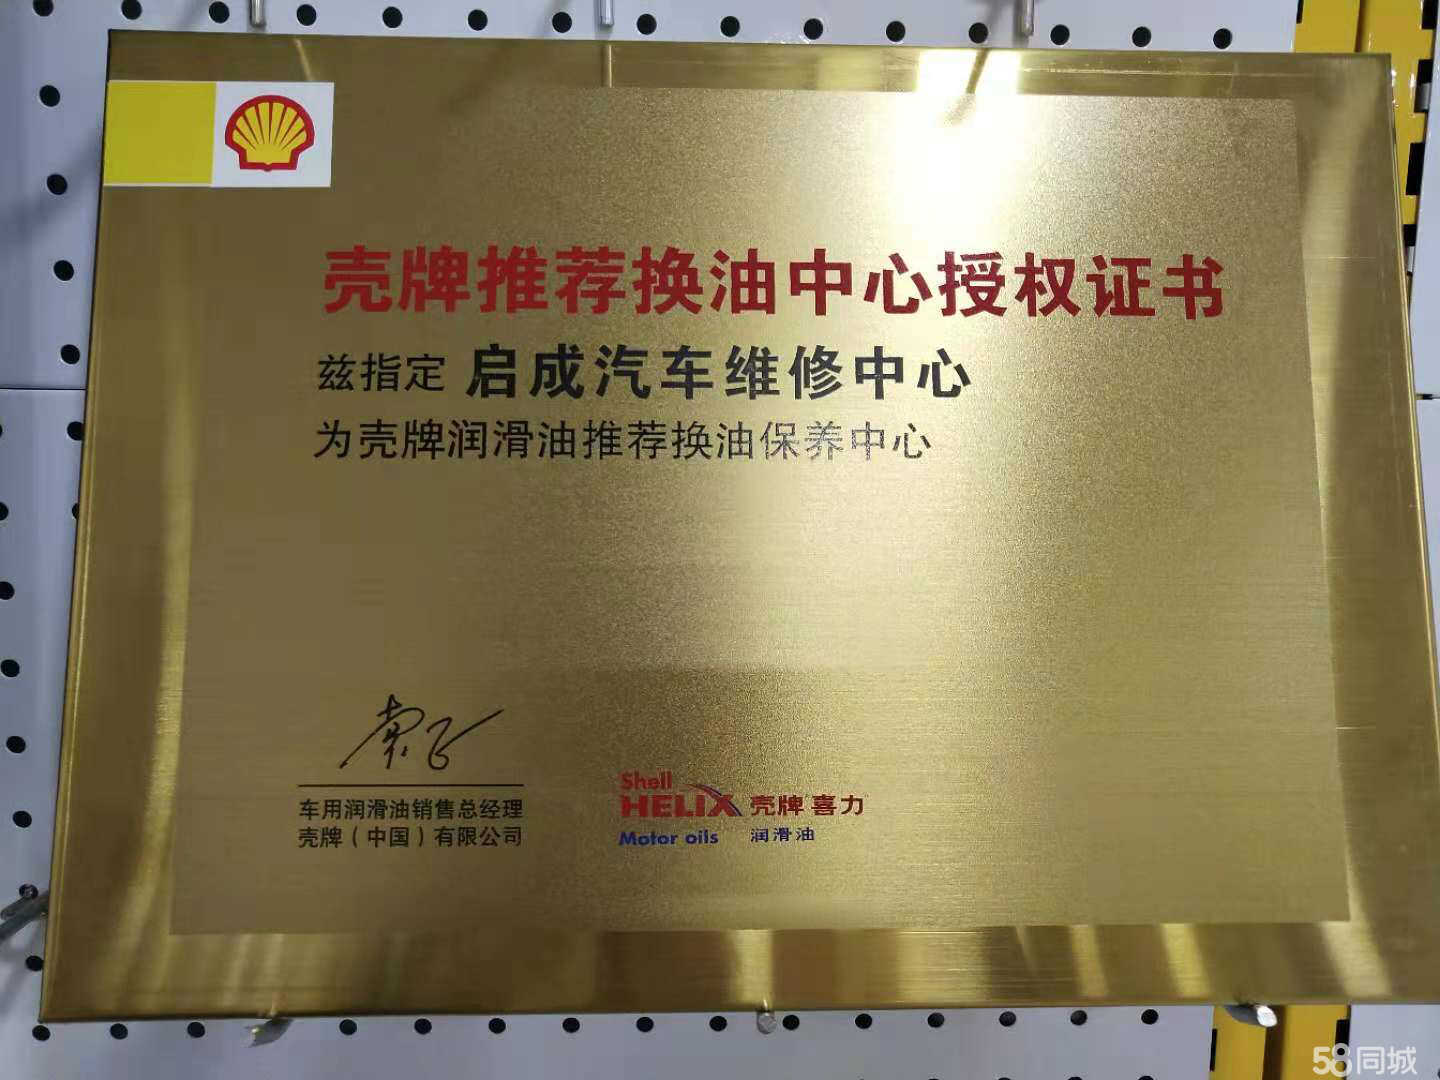 壳牌推荐换油中心授权证书
兹指定 启成汽车维修中心
为壳牌润滑油推荐换油保养中心
车用润滑油销售总经理
壳牌（中国）有限公司
Shell
HELIX 壳牌 喜力
Motor oils 润滑油
58同城